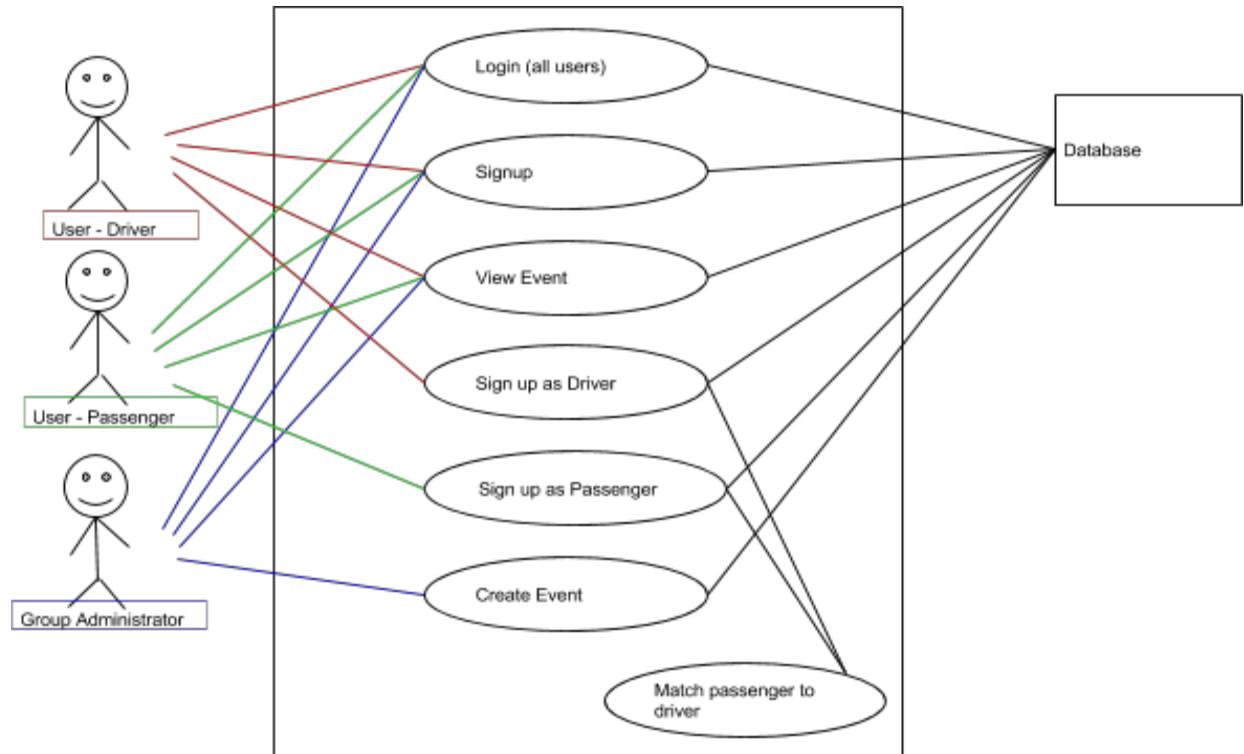 Login (all users)
Signup
View Event
Sign up as Driver
Sign up as Passenger
Create Event
Match passenger to
driver
User - Driver
User - Passenger
Group Administrator
Database